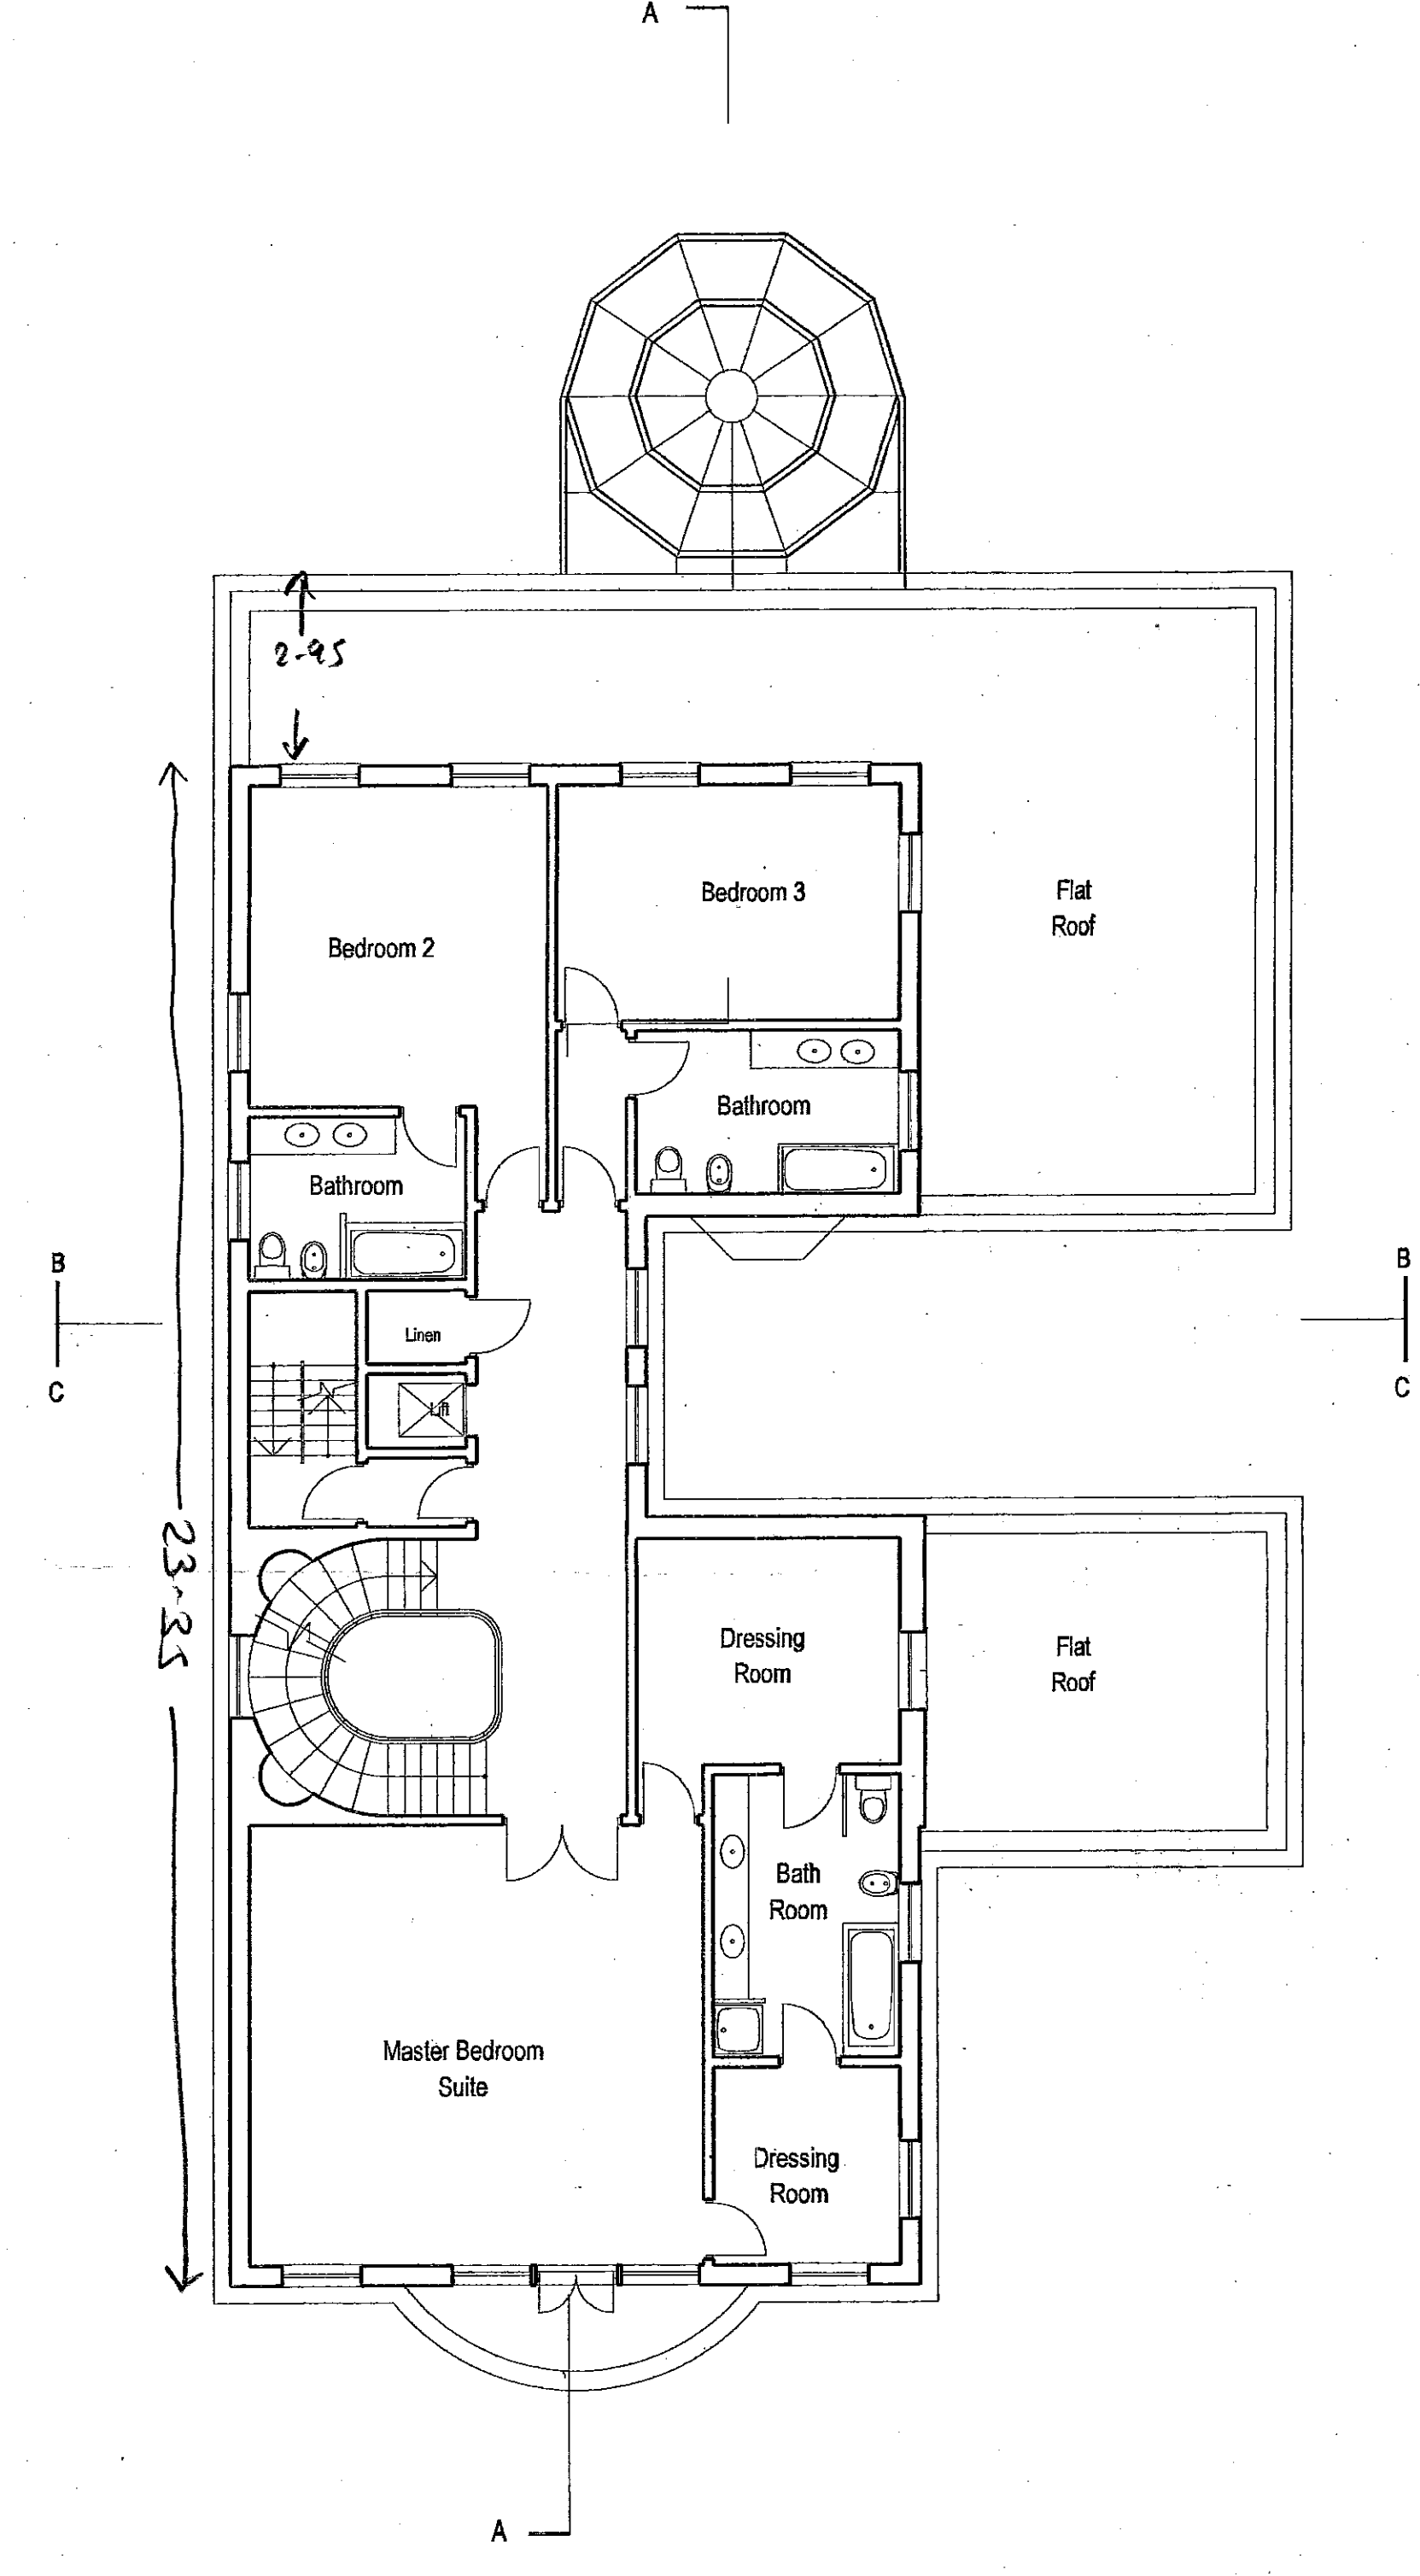 A
2-95
Bedroom 3
Flat
Roof
Bedroom 2
Bathroom
Bathroom
B
B
Linen
C
C
Lift
23-35
Dressing
Room
Flat
Roof
Bath
Room
Master Bedroom
Suite
Dressing
Room
A